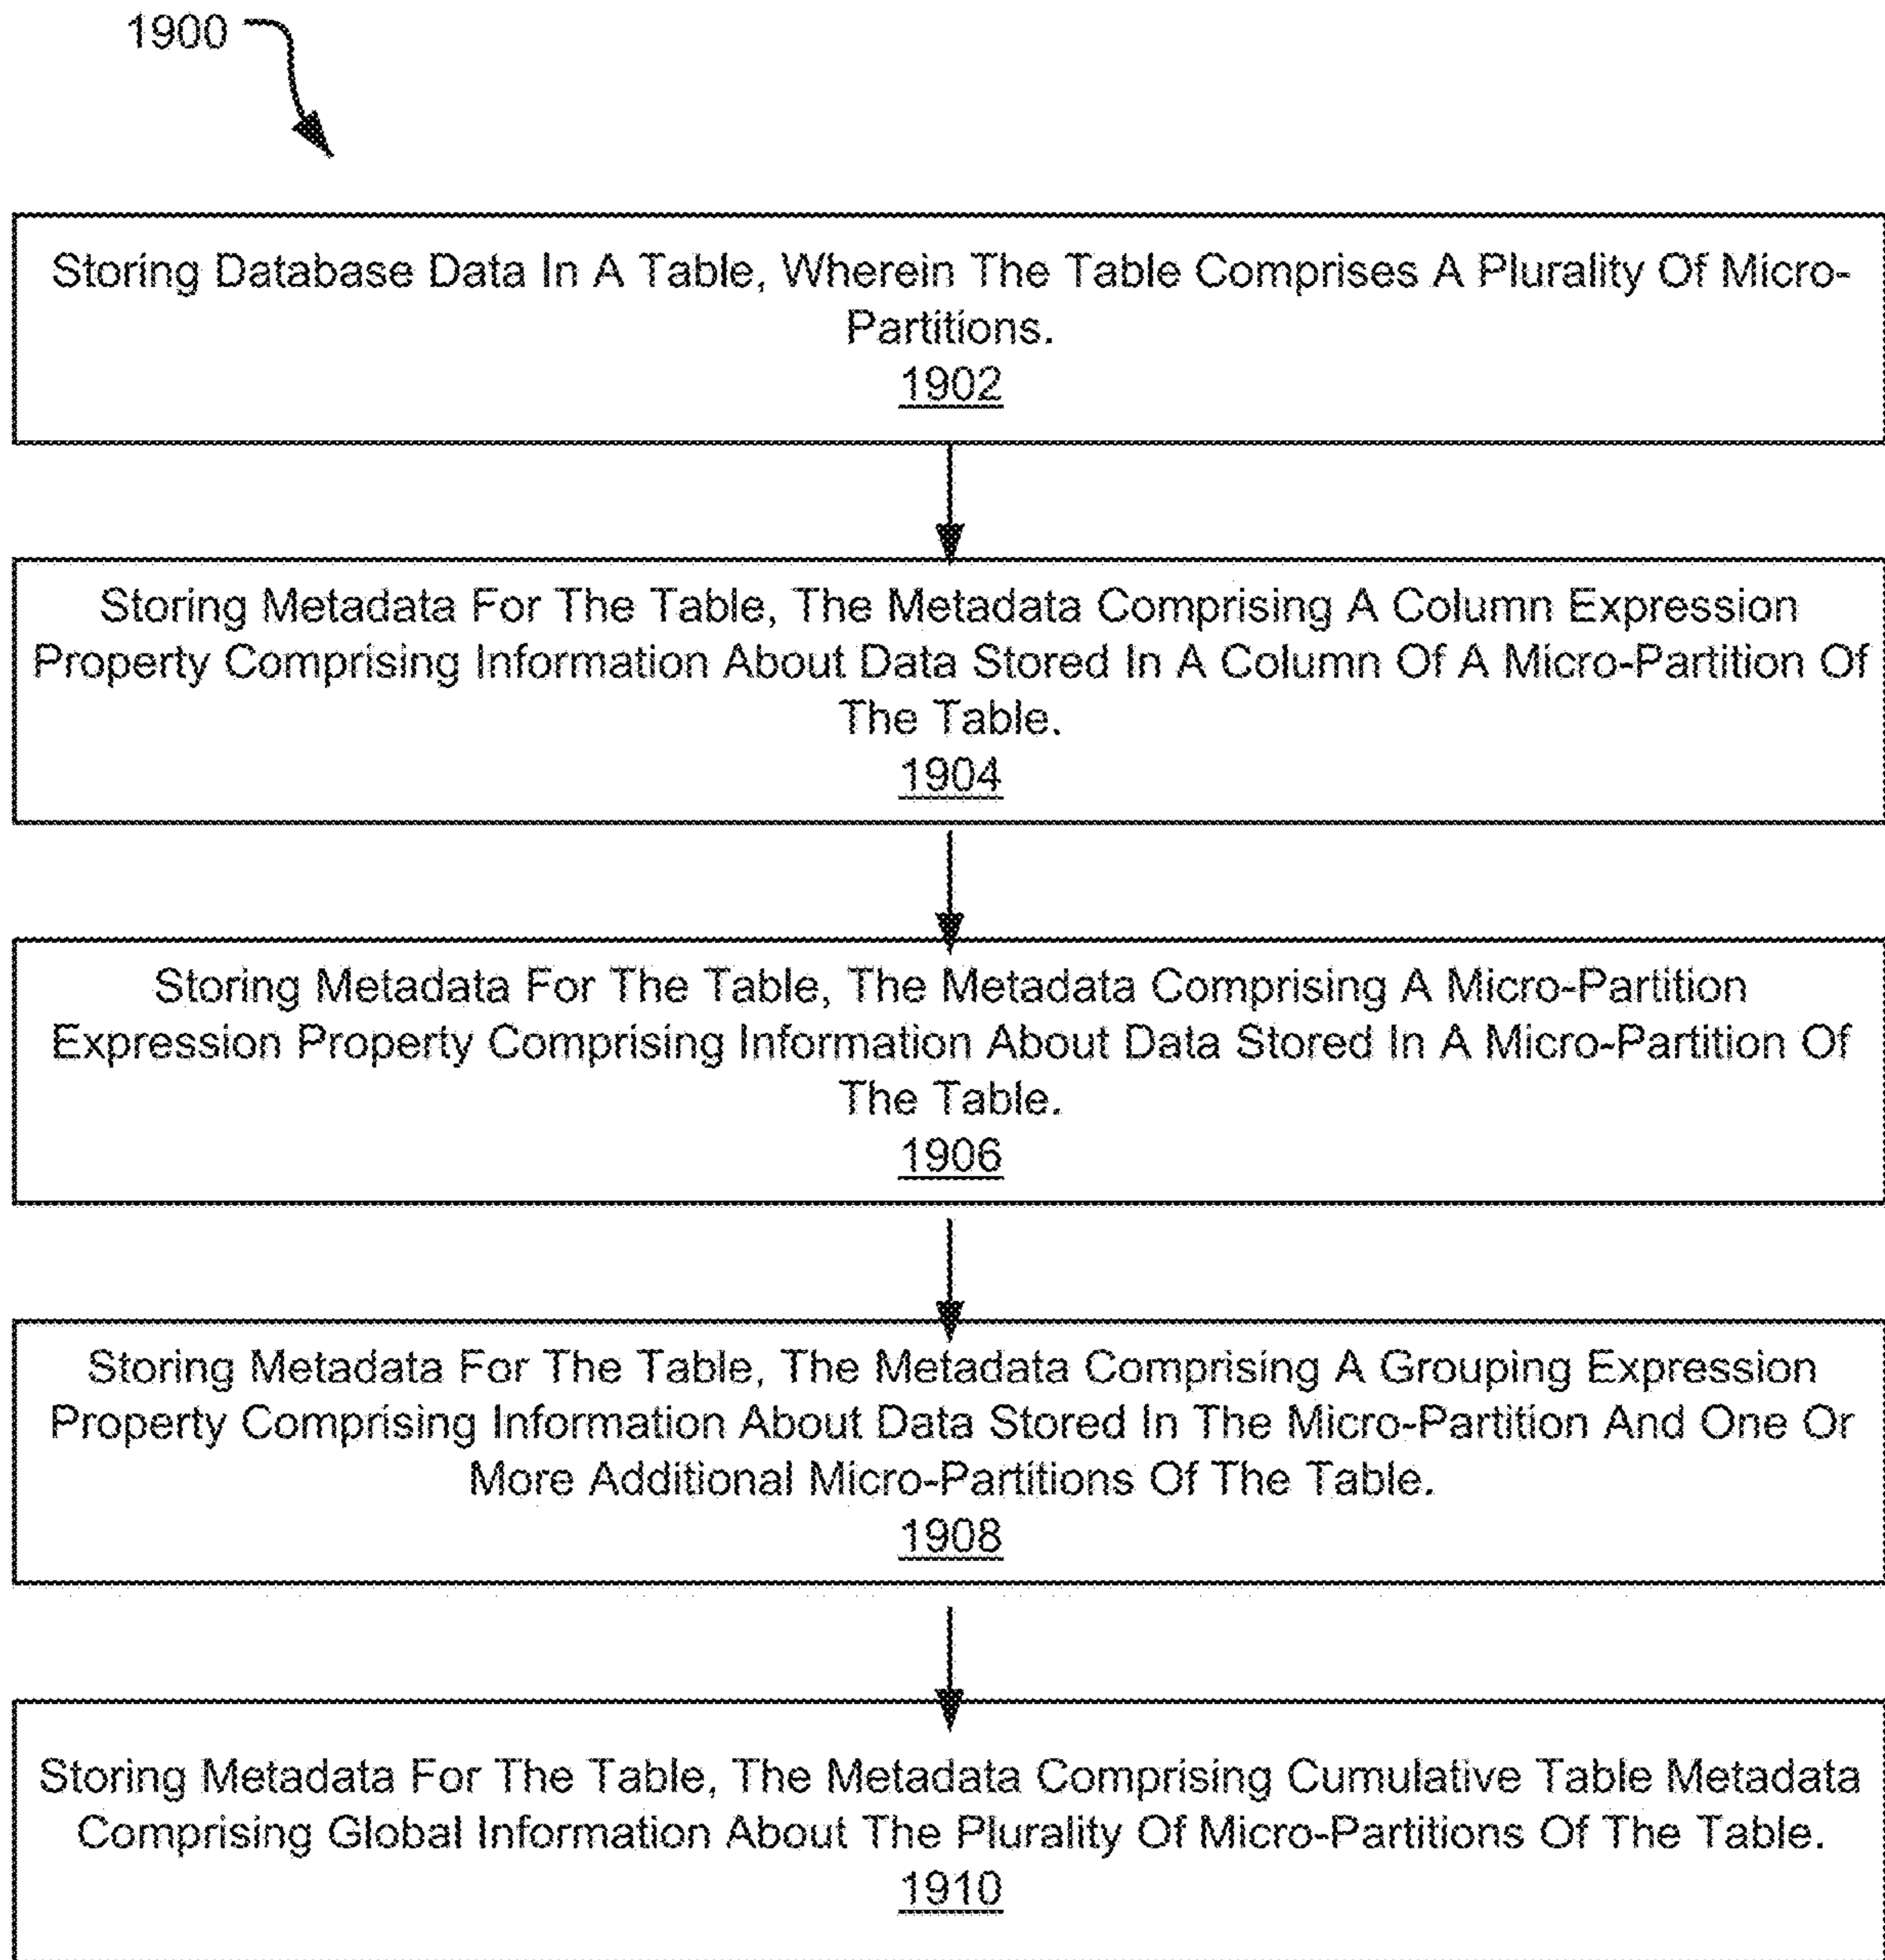 1900
Storing Database Data In A Table, Wherein The Table Comprises A Plurality Of Micro-
Partitions.
1902
Storing Metadata For The Table, The Metadata Comprising A Column Expression
Property Comprising Information About Data Stored In A Column Of A Micro-Partition Of
The Table.
1904
Storing Metadata For The Table, The Metadata Comprising A Micro-Partition
Expression Property Comprising Information About Data Stored In A Micro-Partition Of
The Table.
1906
Storing Metadata For The Table, The Metadata Comprising A Grouping Expression
Property Comprising Information About Data Stored In The Micro-Partition And One Or
More Additional Micro-Partitions Of The Table.
1908
Storing Metadata For The Table, The Metadata Comprising Cumulative Table Metadata
Comprising Global Information About The Plurality Of Micro-Partitions Of The Table.
1910